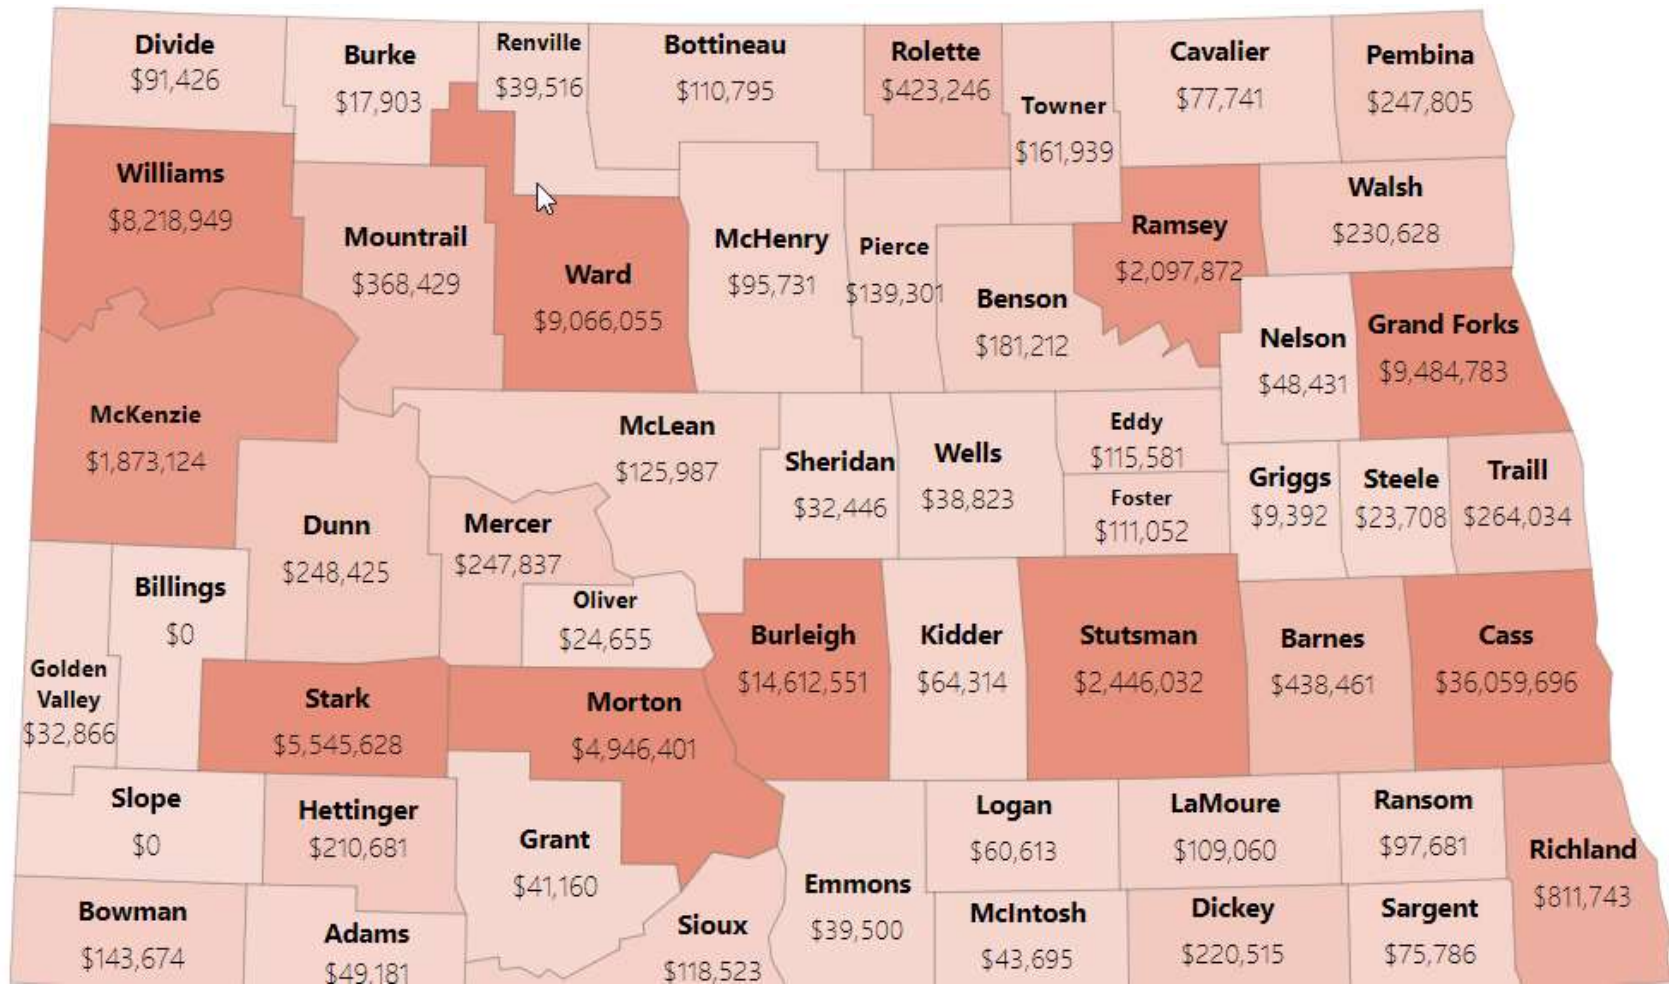 Divide
$91,426
Burke
$17,903
Renville
$39,516
Bottineau
$110,795
Rolette
$423,246
Towner
$161,939
Cavalier
$77,741
Pembina
$247,805
Williams
$8,218,949
Mountrail
$368,429
Ward
$9,066,055
McHenry
$95,731
Pierce
$139,301
Benson
$181,212
Ramsey
$2,097,872
Walsh
$230,628
Nelson
$48,431
Grand Forks
$9,484,783
McKenzie
$1,873,124
Dunn
$248,425
Mercer
$247,837
McLean
$125,987
Sheridan
$32,446
Wells
$38,823
Eddy
$115,581
Foster
$111,052
Griggs
$9,392
Steele
$23,708
Traill
$264,034
Golden
Valley
$32,866
Billings
$0
Stark
$5,545,628
Oliver
$24,655
Morton
$4,946,401
Burleigh
$14,612,551
Kidder
$64,314
Stutsman
$2,446,032
Barnes
$438,461
Cass
$36,059,696
Slope
$0
Hettinger
$210,681
Grant
$41,160
Emmons
$39,500
Logan
$60,613
LaMoure
$109,060
Ransom
$97,681
Richland
$811,743
Bowman
$143,674
Adams
$49,181
Sioux
$118,523
McIntosh
$43,695
Dickey
$220,515
Sargent
$75,786